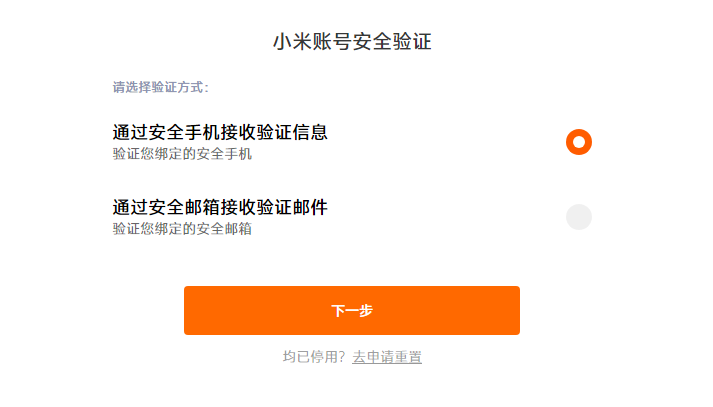 小米账号安全验证
请选择验证方式：
通过安全手机接收验证信息
验证您绑定的安全手机
通过安全邮箱接收验证邮件
验证您绑定的安全邮箱
下一步
均已停用？去申请重置